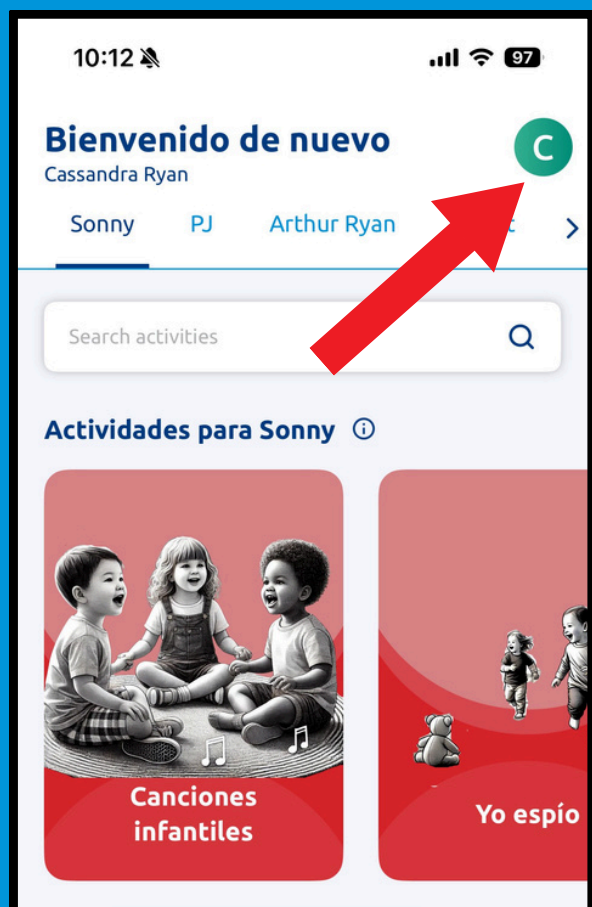 10:12 97
Bienvenido de nuevo
C
Cassandra Ryan
Sonny PJ Arthur Ryan
Search activities
Actividades para Sonny
Canciones
infantiles
Yo espío